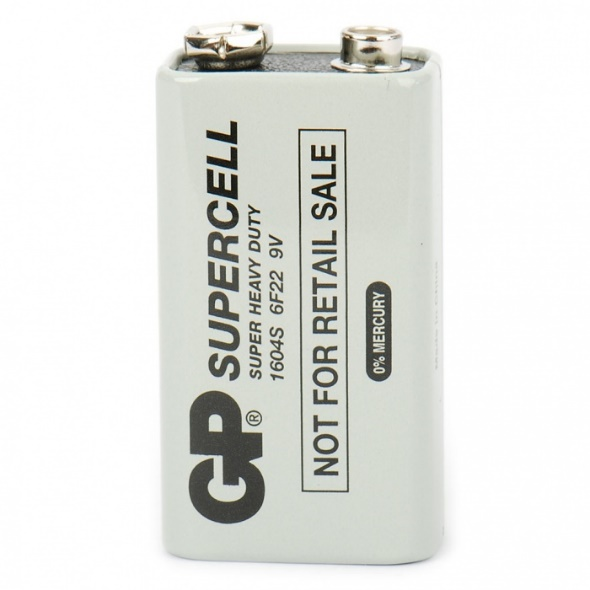 GP® SUPERCELL
SUPER HEAVY DUTY
1604S 6F22 9V
NOT FOR RETAIL SALE
0% MERCURY